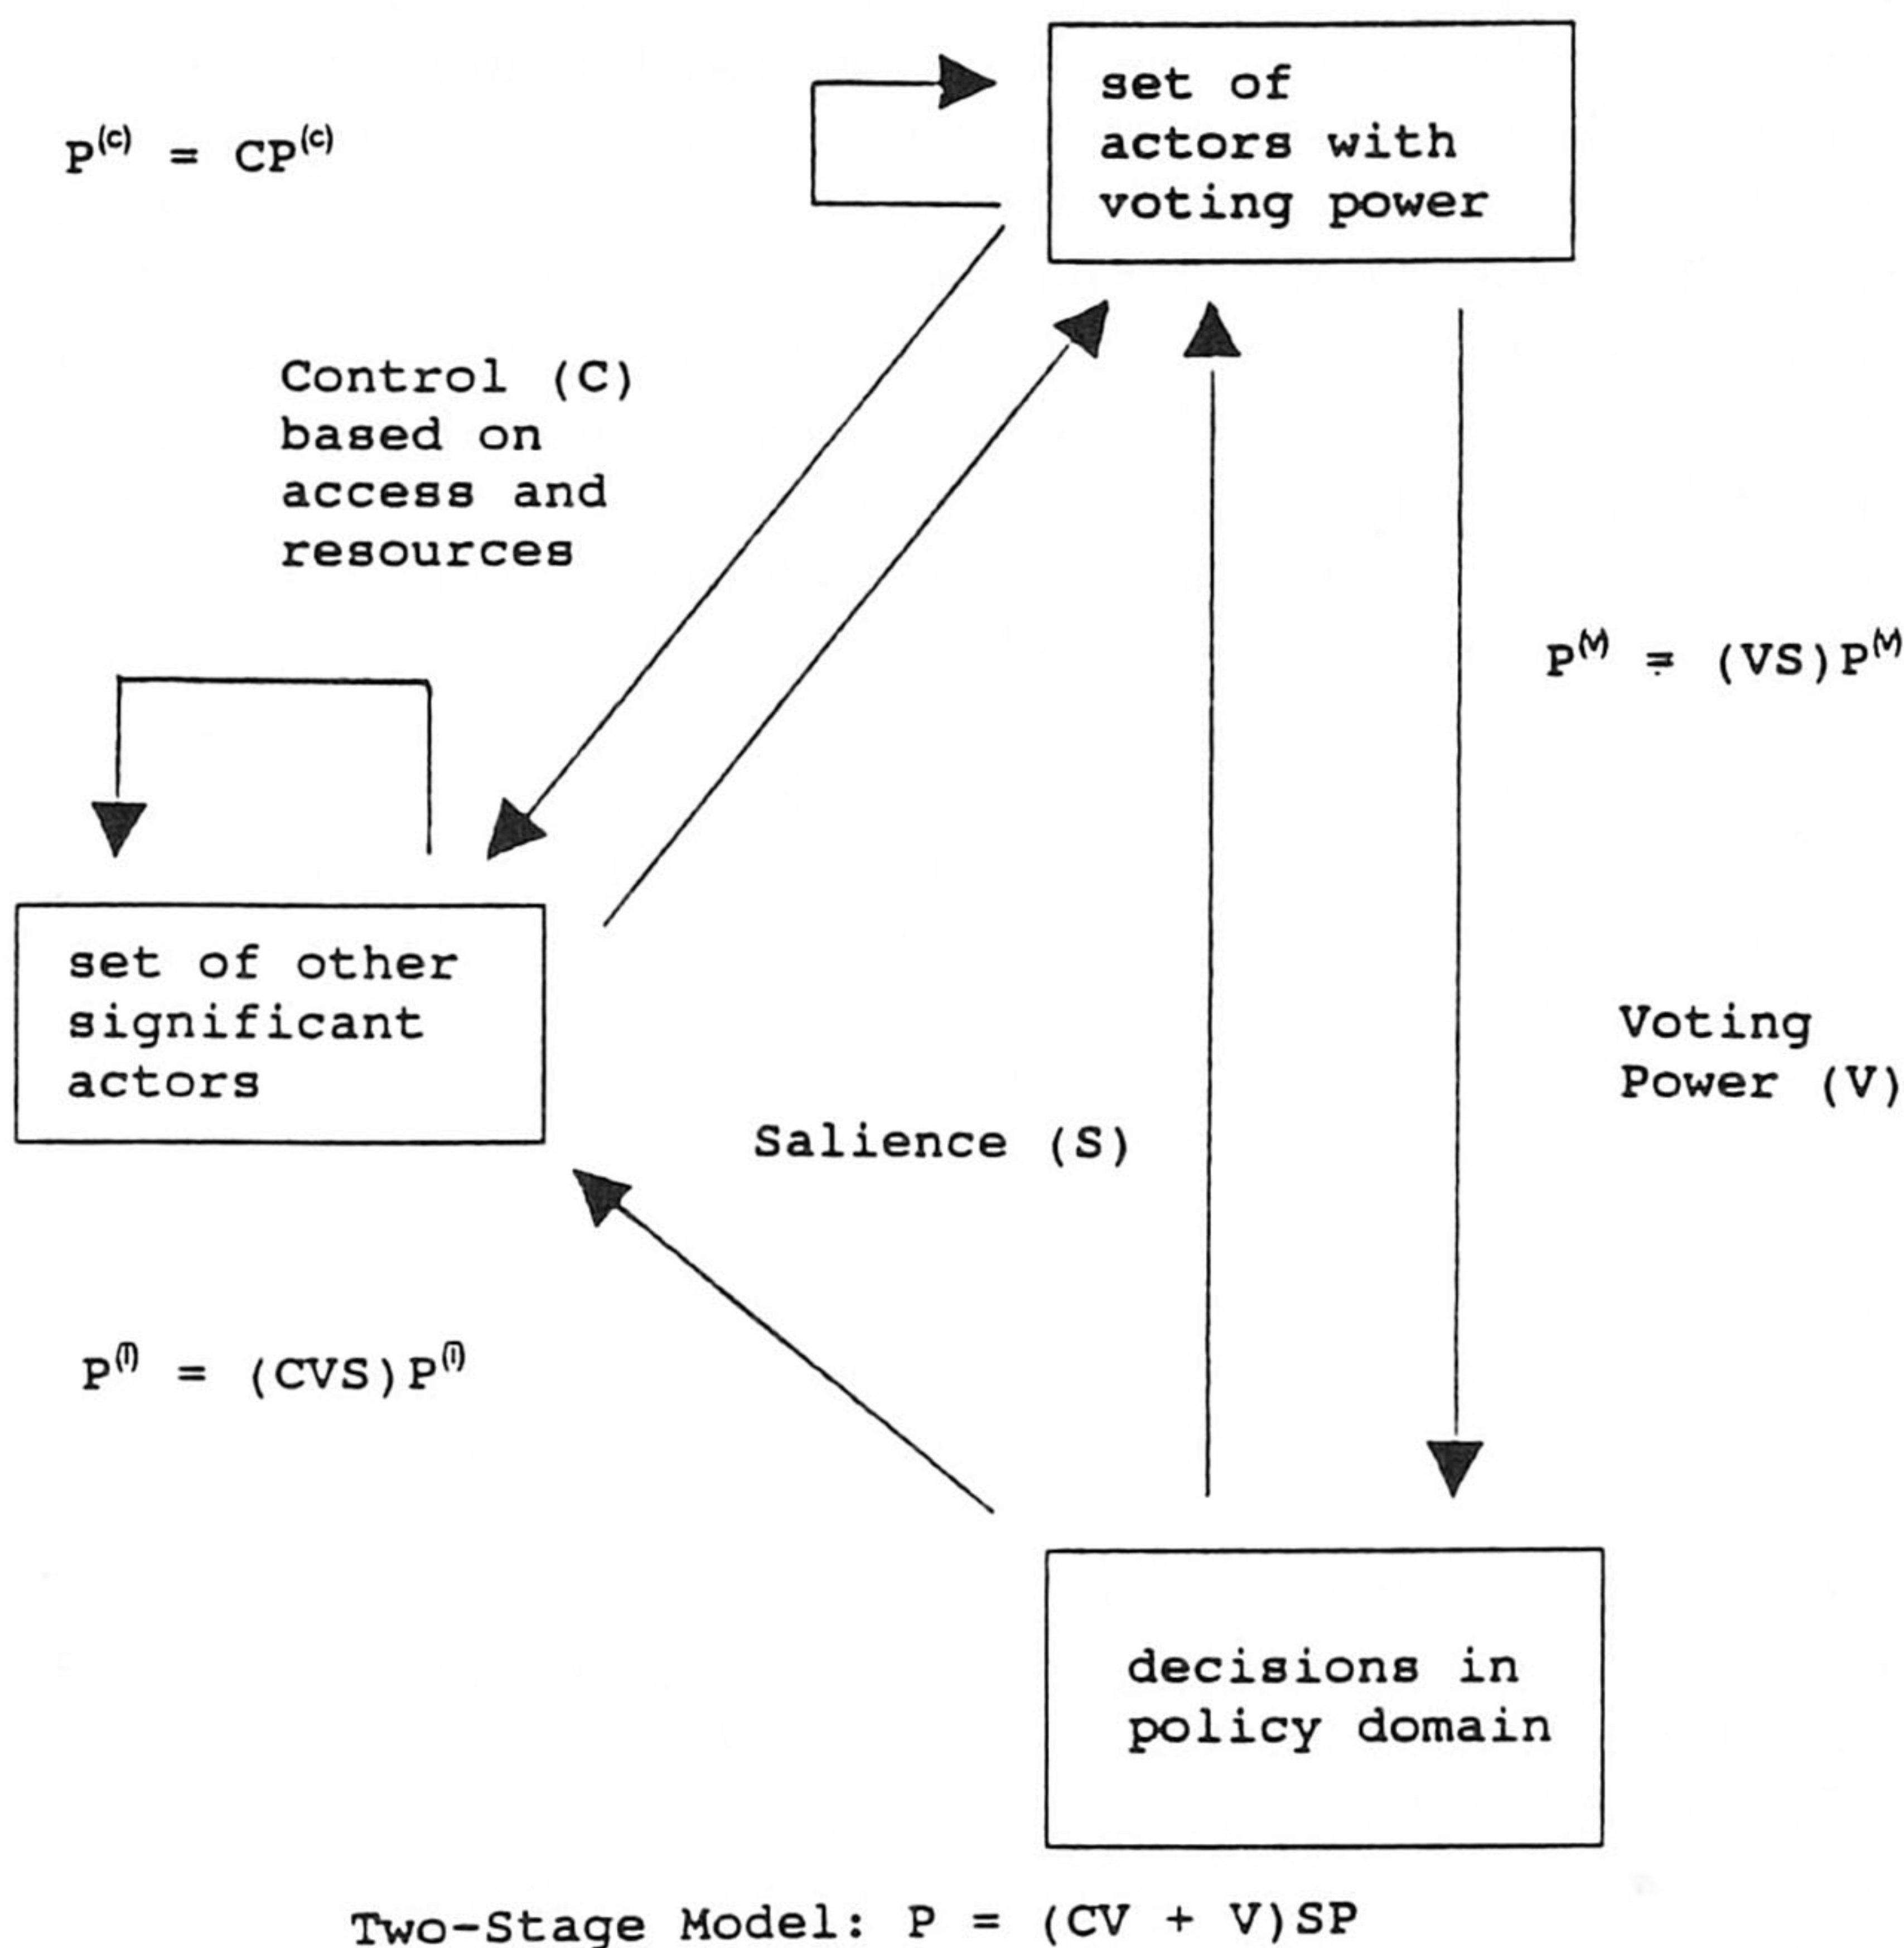 set of
actors with
voting power
P(c) = CP(c)
Control (C)
based on
access and
resources
P(v) = (VS)P(v)
set of other
significant
actors
Voting
Power (V)
Salience (S)
P(I) = (CVS)P(I)
decisions in
policy domain
Two-Stage Model: P = (CV + V)SP